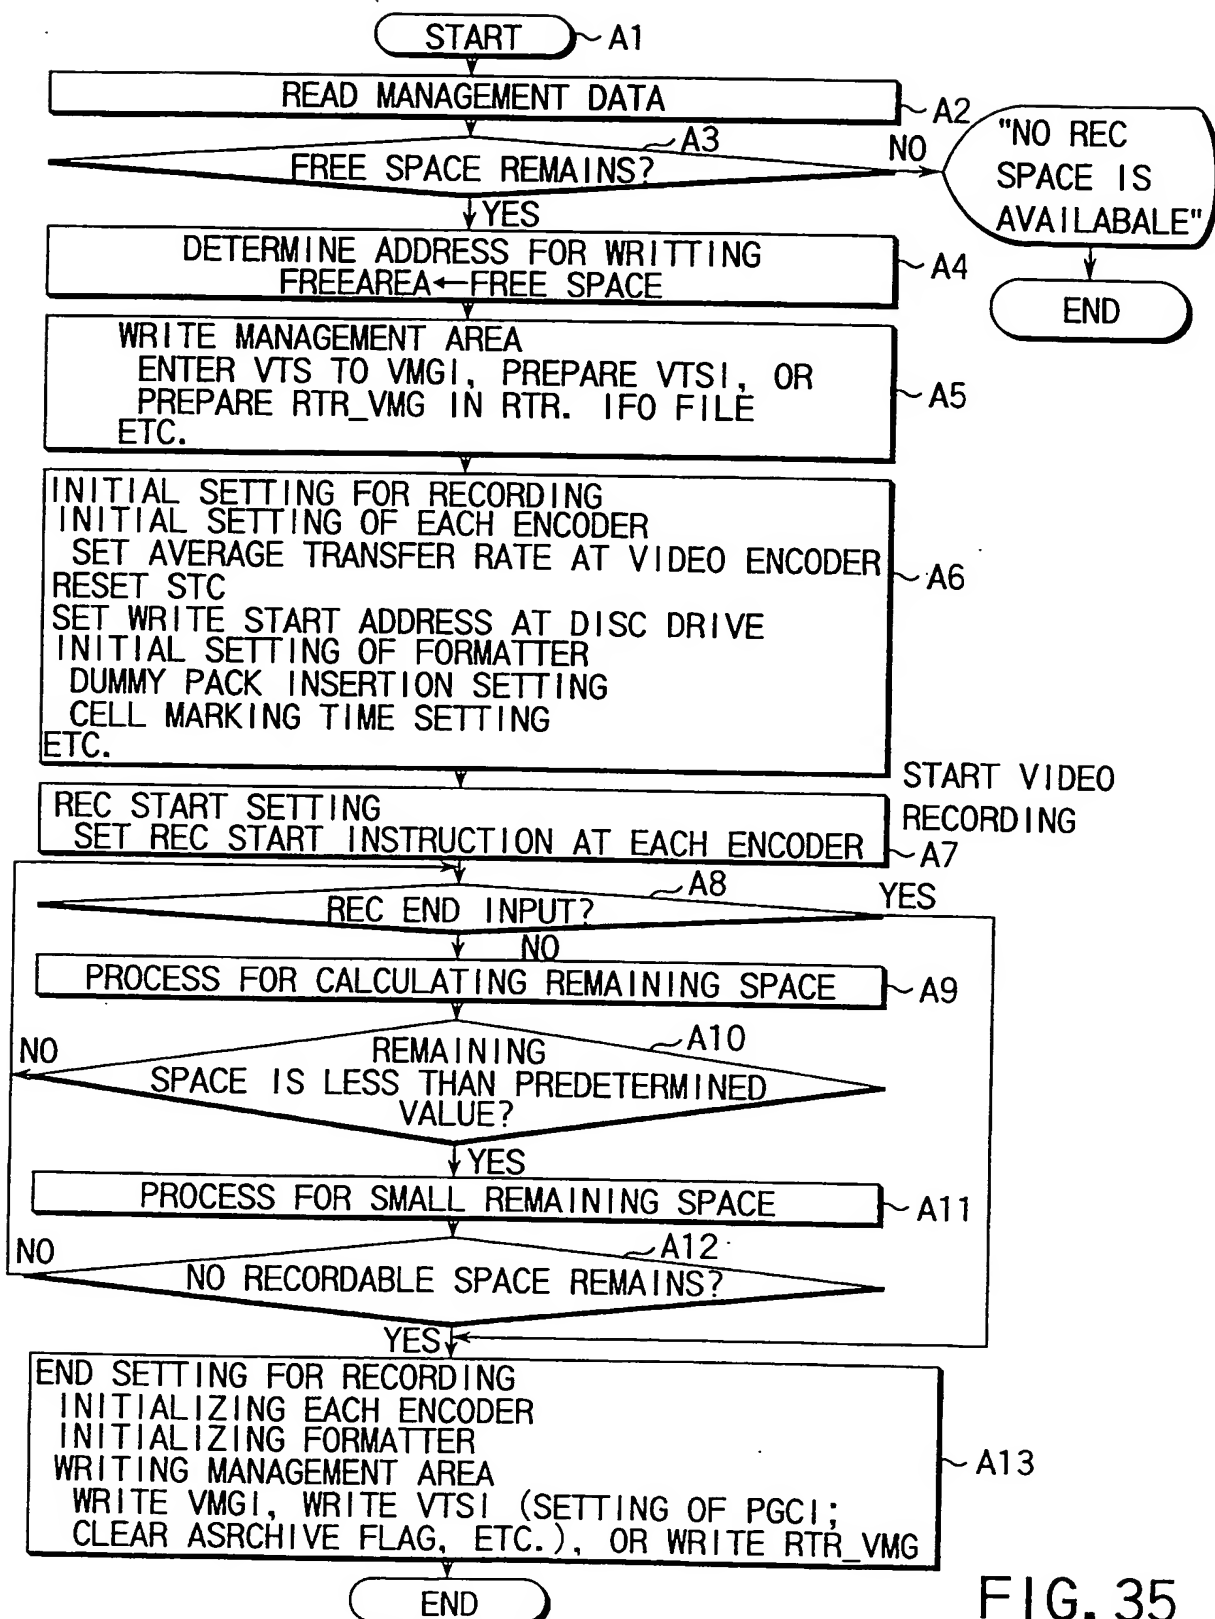 START A1
READ MANAGEMENT DATA A2
FREE SPACE REMAINS? A3
NO
"NO REC
SPACE IS
AVAILABALE"
END
YES
DETERMINE ADDRESS FOR WRITTING
FREEAREA←FREE SPACE
A4
WRITE MANAGEMENT AREA
ENTER VTS TO VMGI, PREPARE VTSI, OR
PREPARE RTR_VMG IN RTR. IFO FILE
ETC.
A5
INITIAL SETTING FOR RECORDING
INITIAL SETTING OF EACH ENCODER
SET AVERAGE TRANSFER RATE AT VIDEO ENCODER
RESET STC
SET WRITE START ADDRESS AT DISC DRIVE
INITIAL SETTING OF FORMATTER
DUMMY PACK INSERTION SETTING
CELL MARKING TIME SETTING
ETC.
A6
START VIDEO
RECORDING
REC START SETTING
SET REC START INSTRUCTION AT EACH ENCODER
A7
REC END INPUT? A8
YES
NO
PROCESS FOR CALCULATING REMAINING SPACE A9
A10
NO
REMAINING
SPACE IS LESS THAN PREDETERMINED
VALUE?
YES
PROCESS FOR SMALL REMAINING SPACE A11
A12
NO
NO RECORDABLE SPACE REMAINS?
YES
END SETTING FOR RECORDING
INITIALIZING EACH ENCODER
INITIALIZING FORMATTER
WRITING MANAGEMENT AREA
WRITE VMGI, WRITE VTSI (SETTING OF PGCI;
CLEAR ASRCHIVE FLAG, ETC.), OR WRITE RTR_VMG
A13
END
FIG. 35